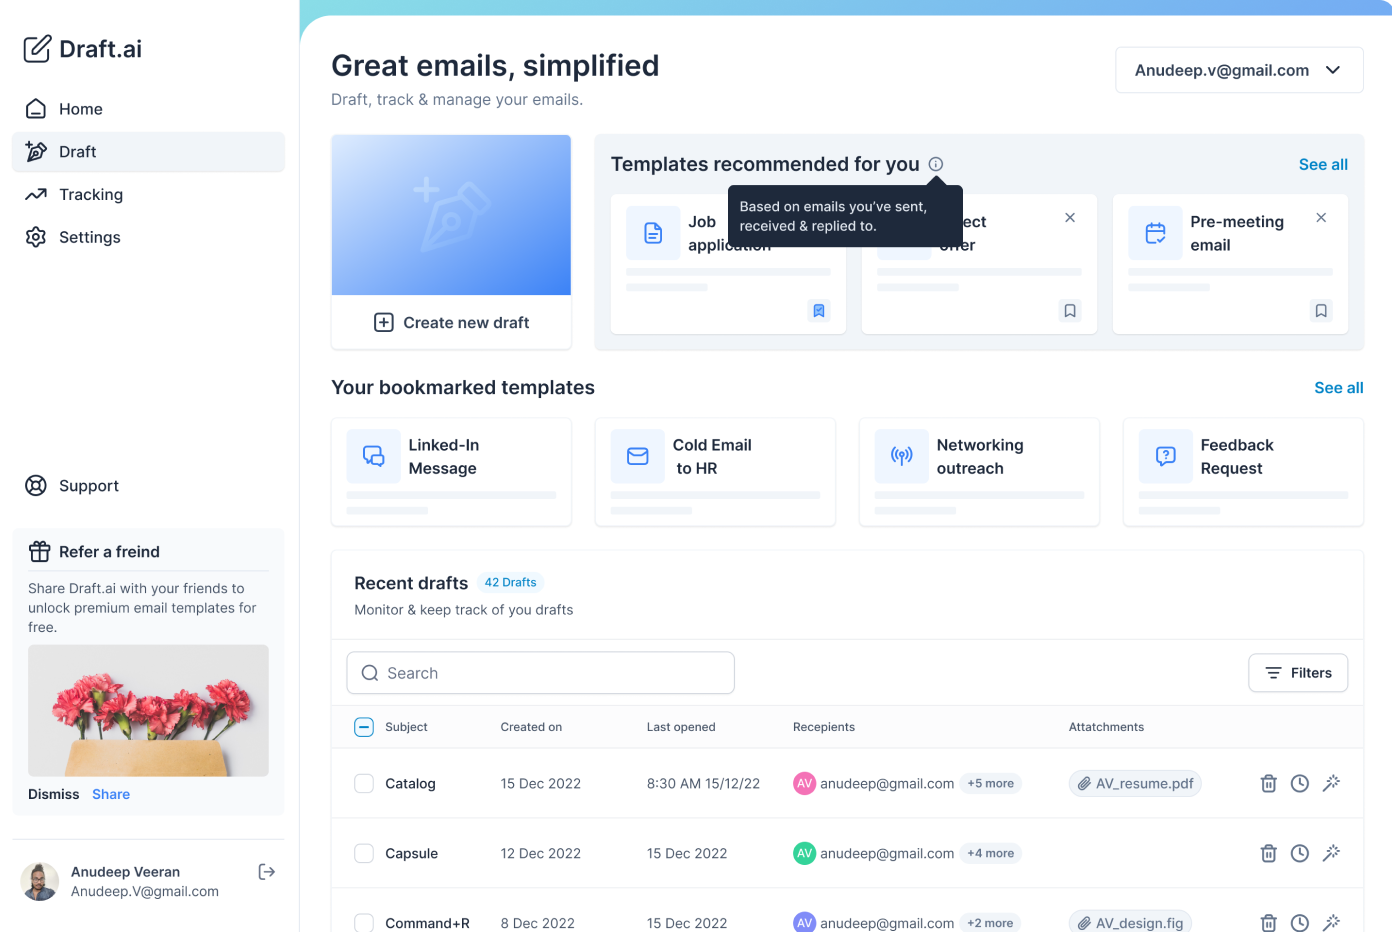 Draft.ai
Home
Draft
Tracking
Settings
Support
Refer a freind
Share Draft.ai with your friends to
unlock premium email templates for
free.
Dismiss Share
Anudeep Veeran
Anudeep.V@gmail.com
Great emails, simplified
Draft, track & manage your emails.
Anudeep.v@gmail.com
Create new draft
Templates recommended for you
See all
Based on emails you’ve sent,
received & replied to.
Job
application
offer
Pre-meeting
email
Your bookmarked templates
See all
Linked-In
Message
Cold Email
to HR
Networking
outreach
Feedback
Request
Recent drafts 42 Drafts
Monitor & keep track of you drafts
Search
Filters
Subject Created on Last opened Recepients Attatchments
Catalog 15 Dec 2022 8:30 AM 15/12/22 AV anudeep@gmail.com +5 more AV_resume.pdf
Capsule 12 Dec 2022 15 Dec 2022 AV anudeep@gmail.com +4 more
Command+R 8 Dec 2022 15 Dec 2022 AV anudeep@gmail.com +2 more AV_design.fig